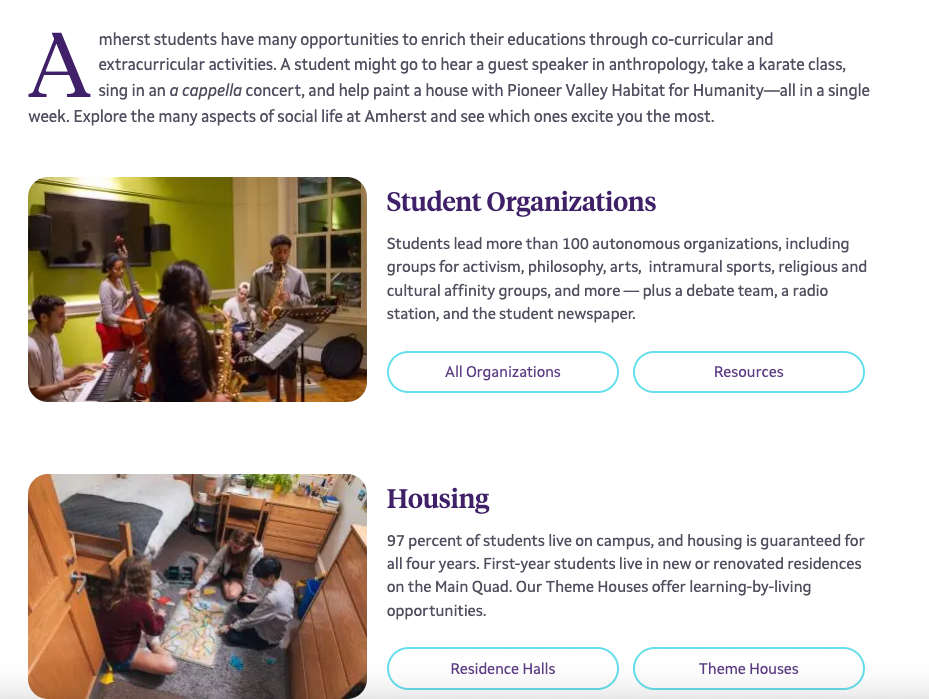 Amherst students have many opportunities to enrich their educations through co-curricular and
extracurricular activities. A student might go to hear a guest speaker in anthropology, take a karate class,
sing in an a cappella concert, and help paint a house with Pioneer Valley Habitat for Humanity—all in a single
week. Explore the many aspects of social life at Amherst and see which ones excite you the most.
Student Organizations
Students lead more than 100 autonomous organizations, including
groups for activism, philosophy, arts,  intramural sports, religious and
cultural affinity groups, and more — plus a debate team, a radio
station, and the student newspaper.
All Organizations
Resources
Housing
97 percent of students live on campus, and housing is guaranteed for
all four years. First-year students live in new or renovated residences
on the Main Quad. Our Theme Houses offer learning-by-living
opportunities.
Residence Halls
Theme Houses